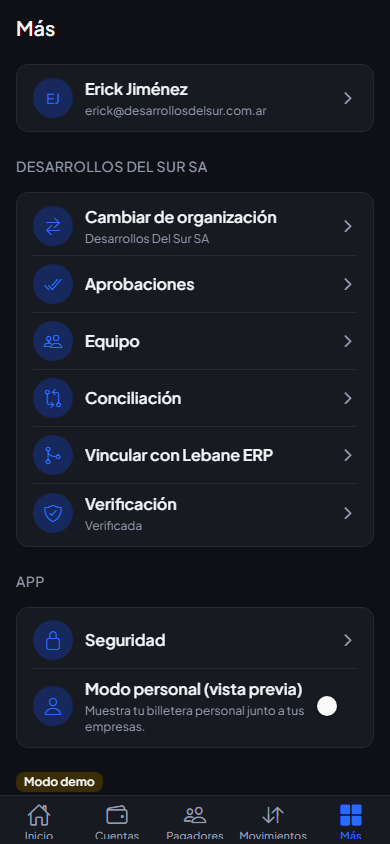 Más
EJ
Erick Jiménez
erick@desarrollosdelsur.com.ar
DESARROLLOS DEL SUR SA
Cambiar de organización
Desarrollos Del Sur SA
Aprobaciones
Equipo
Conciliación
Vincular con Lebane ERP
Verificación
Verificada
APP
Seguridad
Modo personal (vista previa)
Muestra tu billetera personal junto a tus
empresas.
Modo demo
Inicio
Cuentas
Pagadores
Movimientos
Más